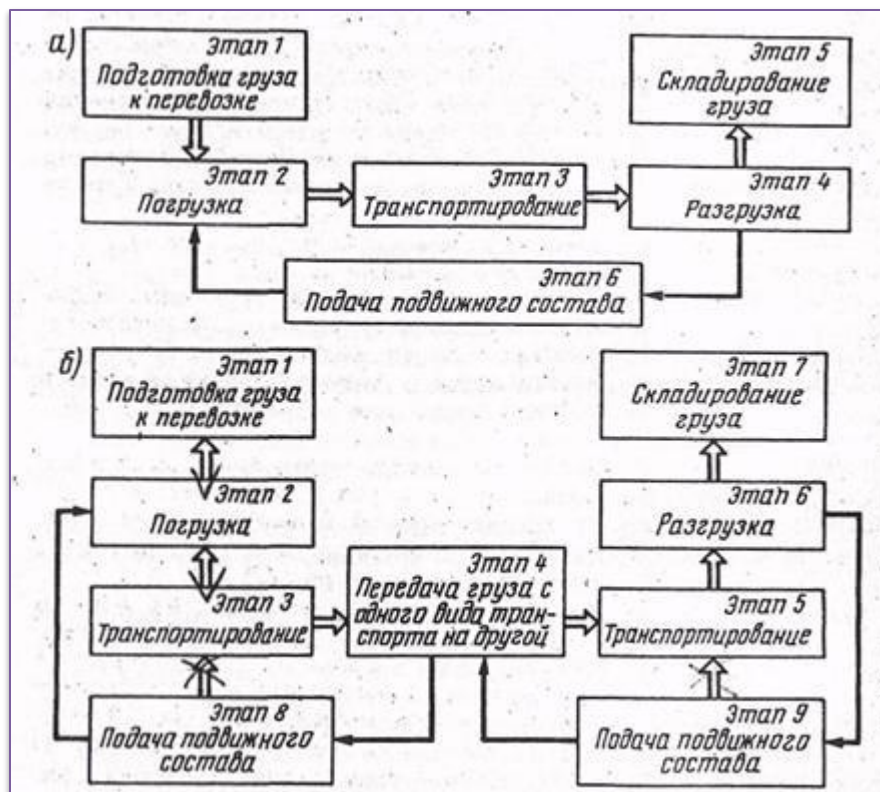 а)
Этап 1
Подготовка груза
к перевозке
Этап 5
Складирование
груза
Этап 2
Погрузка
Этап 3
Транспортирование
Этап 4
Разгрузка
Этап 6
Подача подвижного состава
б)
Этап 1
Подготовка груза
к перевозке
Этап 7
Складирование
груза
Этап 2
Погрузка
Этап 6
Разгрузка
Этап 3
Транспортирование
Этап 4
Передача груза с
одного вида тран-
спорта на другой
Этап 5
Транспортирование
Этап 8
Подача подвижного
состава
Этап 9
Подача подвижного
состава